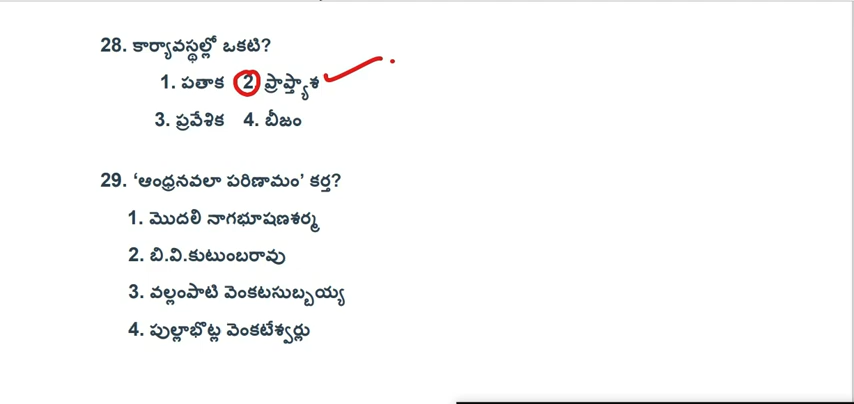 28. కార్యావస్థల్లో ఒకటి?
1. పతాక 2. ప్రాప్త్యాశ
3. ప్రవేశిక 4. బీజం
29. ‘ఆంధ్రనవలా పరిణామం’ కర్త?
1. మొదలి నాగభూషణశర్మ
2. బి.వి.కుటుంబరావు
3. వల్లంపాటి వెంకటసుబ్బయ్య
4. పుల్లాభొట్ల వెంకటేశ్వర్లు